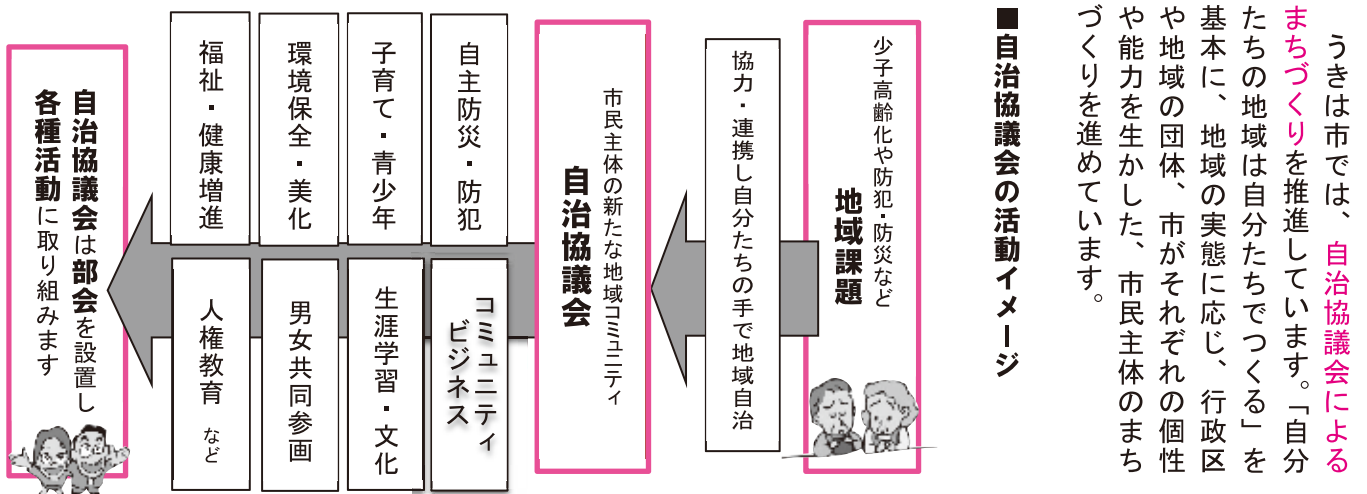 うきは市では、自治協議会による
まちづくりを推進しています。「自分
たちの地域は自分たちでつくる」を
基本に、地域の実態に応じ、行政区
や地域の団体、市がそれぞれの個性
や能力を生かした、市民主体のまち
づくりを進めています。
■自治協議会の活動イメージ
少子高齢化や防犯・防災など
地域課題
協力・連携し自分たちの手で地域自治
市民主体の新たな地域コミュニティ
自治協議会
自主防災・防犯
コミュニティ
ビジネス
子育て・青少年
生涯学習・文化
環境保全・美化
男女共同参画
福祉・健康増進
人権教育 など
自治協議会は部会を設置し
各種活動に取り組みます